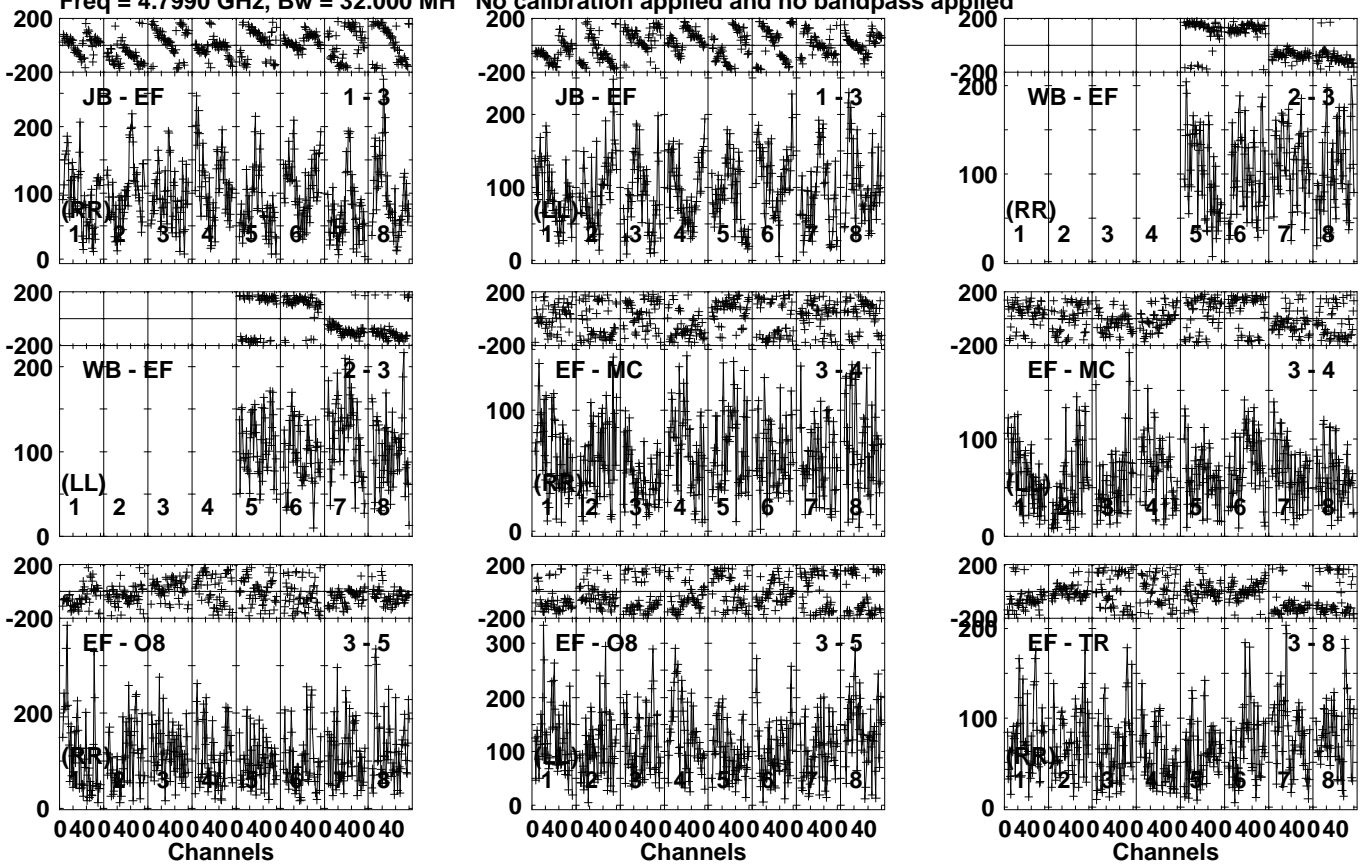 Freq = 4.7990 GHz, Bw = 32.000 MH No calibration applied and no bandpass applied
200
-200
JB - EF 1 - 3
200
100
0
(RR)
1 2 3 4 5 6 7 8
200
-200
JB - EF 1 - 3
200
100
0
(LL)
1 2 3 4 5 6 7 8
200
-200
WB - EF 2 - 3
200
100
0
(RR)
1 2 3 4 5 6 7 8
200
-200
WB - EF 2 - 3
200
100
0
(LL)
1 2 3 4 5 6 7 8
200
-200
EF - MC 3 - 4
100
0
(RR)
1 2 3 4 5 6 7 8
200
-200
EF - MC 3 - 4
100
0
(LL)
1 2 3 4 5 6 7 8
200
-200
EF - O8 3 - 5
200
100
0
(RR)
1 2 3 4 5 6 7 8
0 40 0 40 0 40 0 40 0 40 0 40 0 40 0 40
Channels
200
-200
EF - O8 3 - 5
300
200
100
0
(LL)
1 2 3 4 5 6 7 8
0 40 0 40 0 40 0 40 0 40 0 40 0 40 0 40
Channels
200
-200
EF - TR 3 - 8
200
100
0
(RR)
1 2 3 4 5 6 7 8
0 40 0 40 0 40 0 40 0 40 0 40 0 40 0 40
Channels